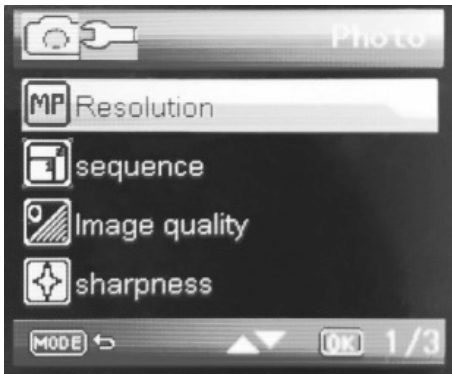 Photo
MP Resolution
sequence
Image quality
sharpness
MODE OK 1/3